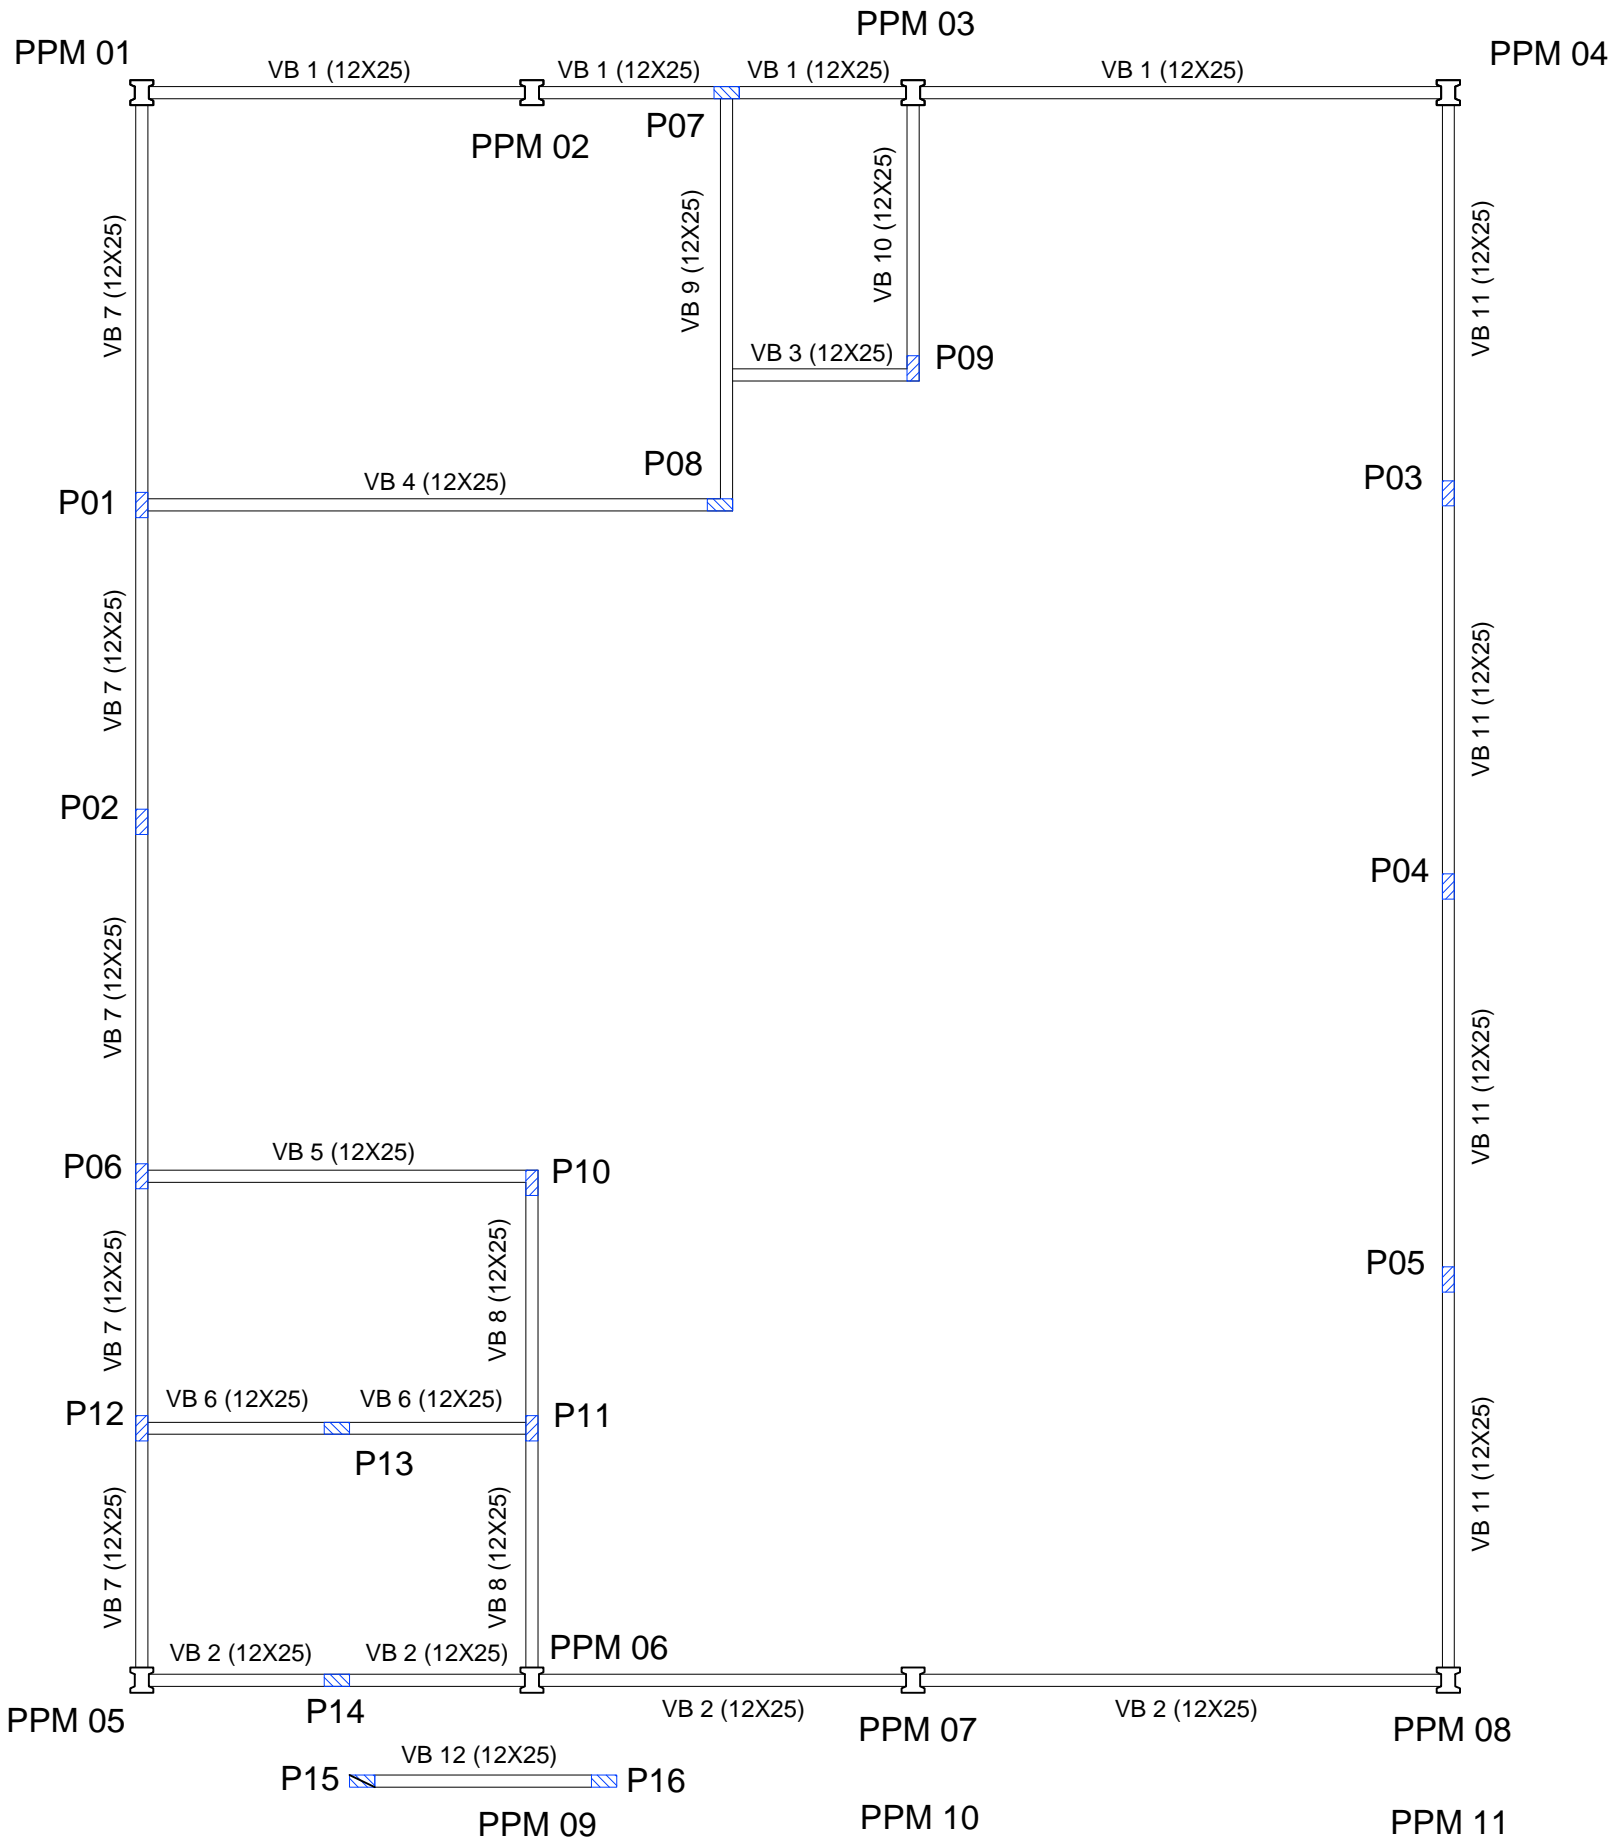 PPM 03
PPM 01
PPM 04
VB 1 (12X25)
VB 1 (12X25)
VB 1 (12X25)
VB 1 (12X25)
P07
PPM 02
VB 7 (12X25)
VB 9 (12X25)
VB 10 (12X25)
VB 11 (12X25)
VB 3 (12X25)
P09
P08
P03
VB 4 (12X25)
P01
VB 7 (12X25)
VB 11 (12X25)
P02
P04
VB 7 (12X25)
VB 11 (12X25)
VB 5 (12X25)
P06
P10
VB 7 (12X25)
VB 8 (12X25)
P05
VB 6 (12X25)
VB 6 (12X25)
P12
P11
P13
VB 11 (12X25)
VB 7 (12X25)
VB 8 (12X25)
VB 2 (12X25)
VB 2 (12X25)
PPM 06
PPM 05
P14
VB 2 (12X25)
PPM 07
VB 2 (12X25)
PPM 08
VB 12 (12X25)
P15
P16
PPM 09
PPM 10
PPM 11